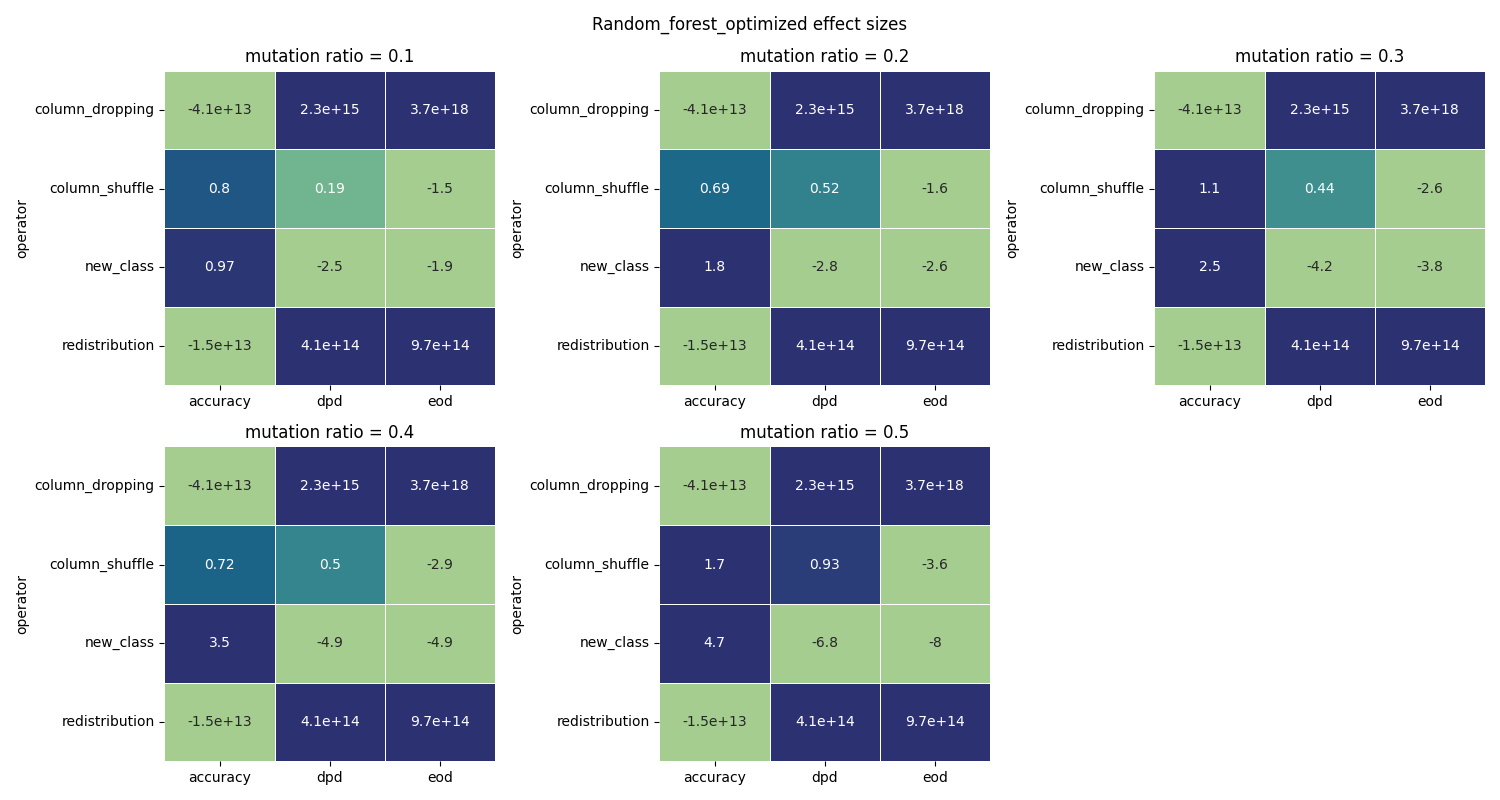 Random_forest_optimized effect sizes
mutation ratio = 0.1
operator
column_dropping -4.1e+13 2.3e+15 3.7e+18
column_shuffle 0.8 0.19 -1.5
new_class 0.97 -2.5 -1.9
redistribution -1.5e+13 4.1e+14 9.7e+14
accuracy dpd eod
mutation ratio = 0.2
operator
column_dropping -4.1e+13 2.3e+15 3.7e+18
column_shuffle 0.69 0.52 -1.6
new_class 1.8 -2.8 -2.6
redistribution -1.5e+13 4.1e+14 9.7e+14
accuracy dpd eod
mutation ratio = 0.3
operator
column_dropping -4.1e+13 2.3e+15 3.7e+18
column_shuffle 1.1 0.44 -2.6
new_class 2.5 -4.2 -3.8
redistribution -1.5e+13 4.1e+14 9.7e+14
accuracy dpd eod
mutation ratio = 0.4
operator
column_dropping -4.1e+13 2.3e+15 3.7e+18
column_shuffle 0.72 0.5 -2.9
new_class 3.5 -4.9 -4.9
redistribution -1.5e+13 4.1e+14 9.7e+14
accuracy dpd eod
mutation ratio = 0.5
operator
column_dropping -4.1e+13 2.3e+15 3.7e+18
column_shuffle 1.7 0.93 -3.6
new_class 4.7 -6.8 -8
redistribution -1.5e+13 4.1e+14 9.7e+14
accuracy dpd eod